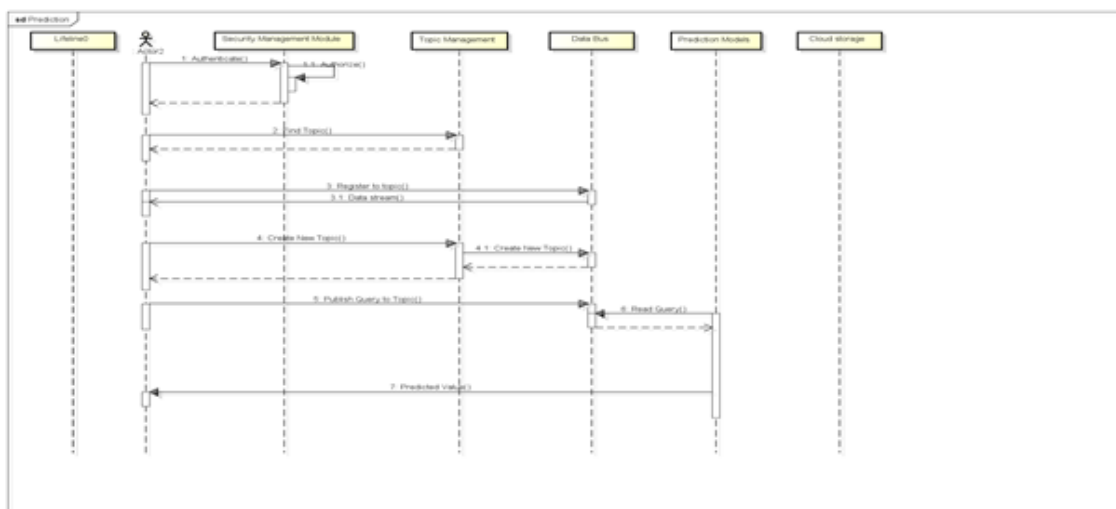 sd Prediction
Lifeline0
: Actor2
Security Management Module
Topic Management
Data Bus
Prediction Models
Cloud storage
1: Authenticate()
1.1: Authorize()
2: Find Topic()
3: Register to topic()
3.1: Data stream()
4: Create New Topic()
4.1: Create New Topic()
5: Publish Query to Topic()
6: Read Query()
7: Predicted Value()